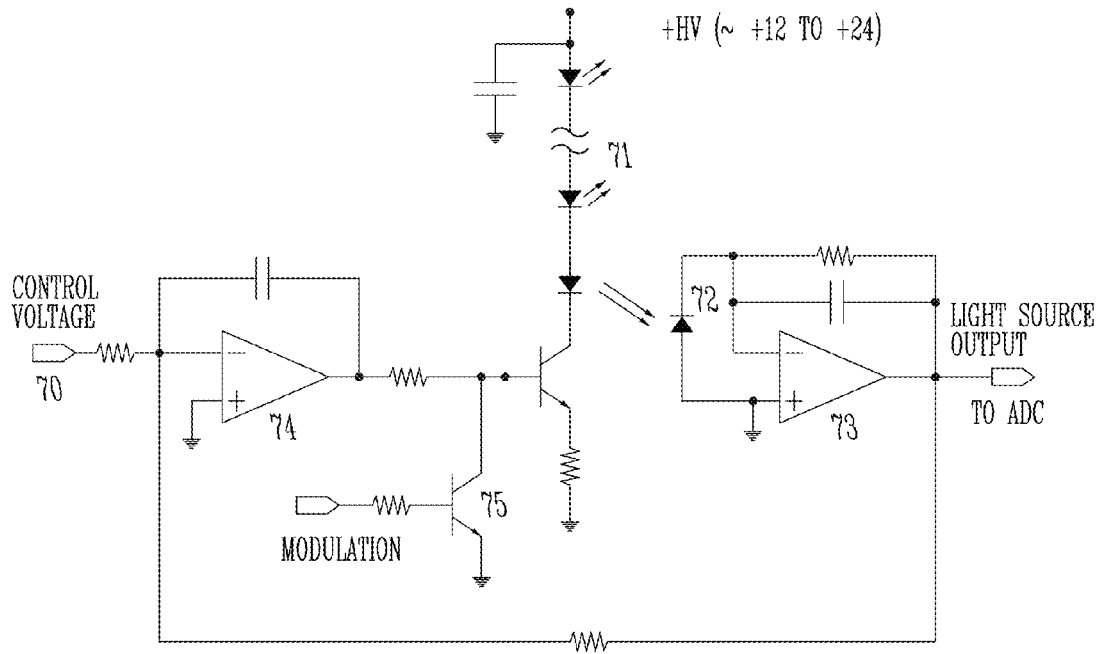 +HV (~ +12 TO +24)
71
CONTROL
VOLTAGE
70
−
+
74
72
−
+
73
LIGHT SOURCE
OUTPUT
TO ADC
75
MODULATION